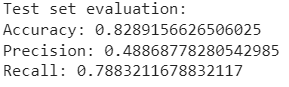 Test set evaluation:
Accuracy: 0.8289156626506025
Precision: 0.48868778280542985
Recall: 0.7883211678832117